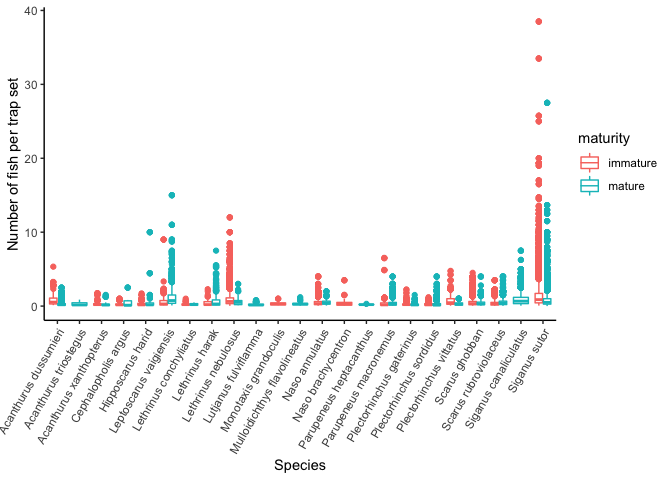 Number of fish per trap set
40
30
20
10
0
Acanthurus dussumieri
Acanthurus triostegus
Acanthurus xanthopterus
Cephalopholis argus
Hipposcarus harid
Leptoscarus vaigiensis
Lethrinus conchyliatus
Lethrinus harak
Lethrinus nebulosus
Lutjanus fulviflamma
Monotaxis grandoculis
Mulloidichthys flavolineatus
Naso annulatus
Naso brachycentron
Parupeneus heptacanthus
Parupeneus macronemus
Plectorhinchus gaterinus
Plectorhinchus sordidus
Plectorhinchus vittatus
Scarus ghobban
Scarus rubroviolaceus
Siganus canaliculatus
Siganus sutor
Species
maturity
immature
mature